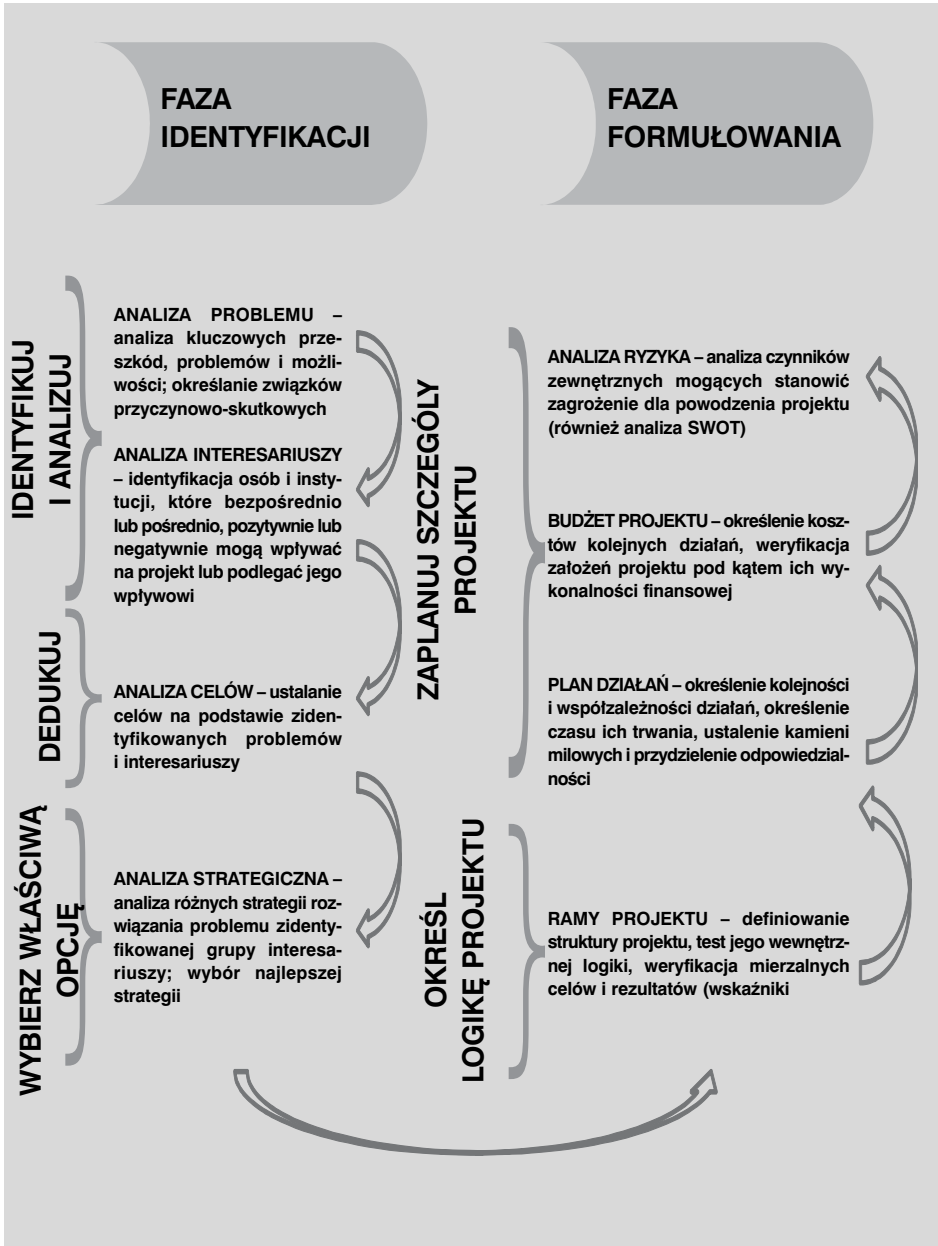 FAZA
IDENTYFIKACJI
FAZA
FORMUŁOWANIA
IDENTYFIKUJ
I ANALIZUJ
ANALIZA PROBLEMU –
analiza kluczowych prze-
szkód, problemów i możli-
wości; określanie związków
przyczynowo-skutkowych
ANALIZA INTERESARIUSZY
– identyfikacja osób i insty-
tucji, które bezpośrednio
lub pośrednio, pozytywnie lub
negatywnie mogą wpływać
na projekt lub podlegać jego
wpływowi
DEDUKUJ
ANALIZA CELÓW – ustalanie
celów na podstawie ziden-
tyfikowanych problemów
i interesariuszy
WYBIERZ WŁAŚCIWĄ
OPCJĘ
ANALIZA STRATEGICZNA –
analiza różnych strategii roz-
wiązania problemu zidenty-
fikowanej grupy interesa-
riuszy; wybór najlepszej
strategii
ZAPLANUJ SZCZEGÓLY
PROJEKTU
ANALIZA RYZYKA – analiza czynników
zewnętrznych mogących stanowić
zagrożenie dla powodzenia projektu
(również analiza SWOT)
BUDŻET PROJEKTU – określenie kosz-
tów kolejnych działań, weryfikacja
założeń projektu pod kątem ich wy-
konalności finansowej
PLAN DZIAŁAŃ – określenie kolejności
i współzależności działań, określenie
czasu ich trwania, ustalenie kamieni
milowych i przydzielenie odpowiedzial-
ności
OKREŚL
LOGIKĘ PROJEKTU
RAMY PROJEKTU – definiowanie
struktury projektu, test jego wewnętrz-
nej logiki, weryfikacja mierzalnych
celów i rezultatów (wskaźniki